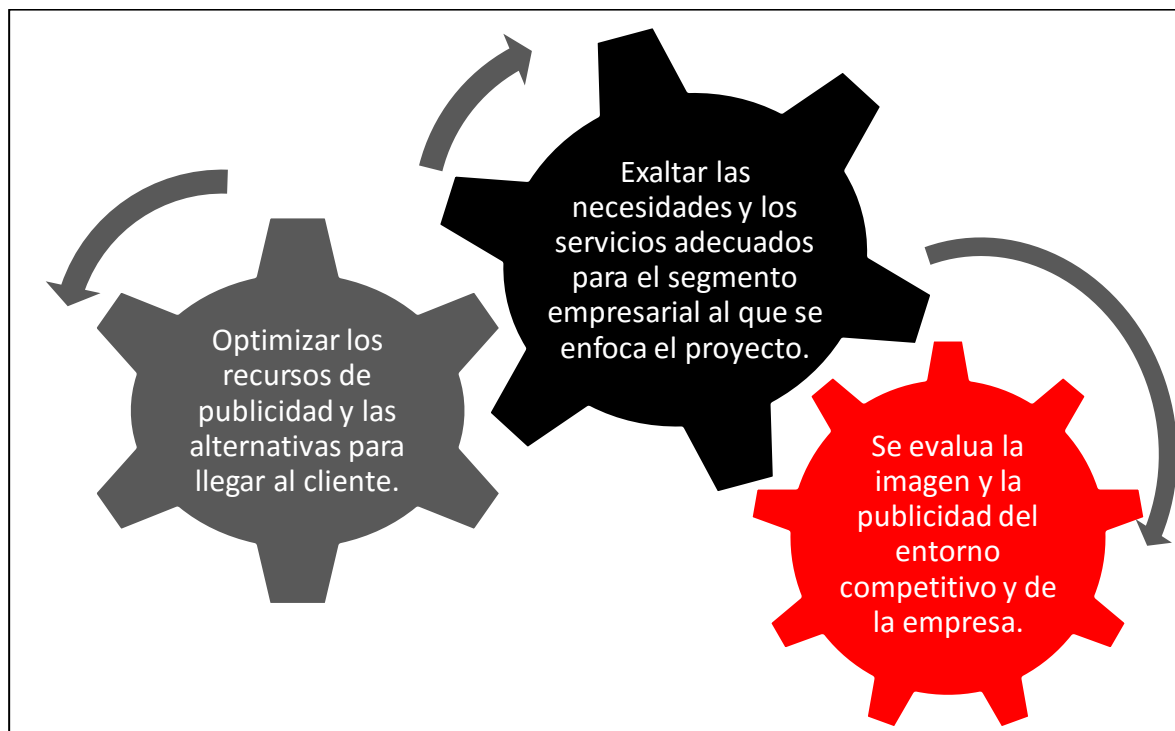 Optimizar los
recursos de
publicidad y las
alternativas para
llegar al cliente.
Exaltar las
necesidades y los
servicios adecuados
para el segmento
empresarial al que se
enfoca el proyecto.
Se evalua la
imagen y la
publicidad del
entorno
competitivo y de
la empresa.